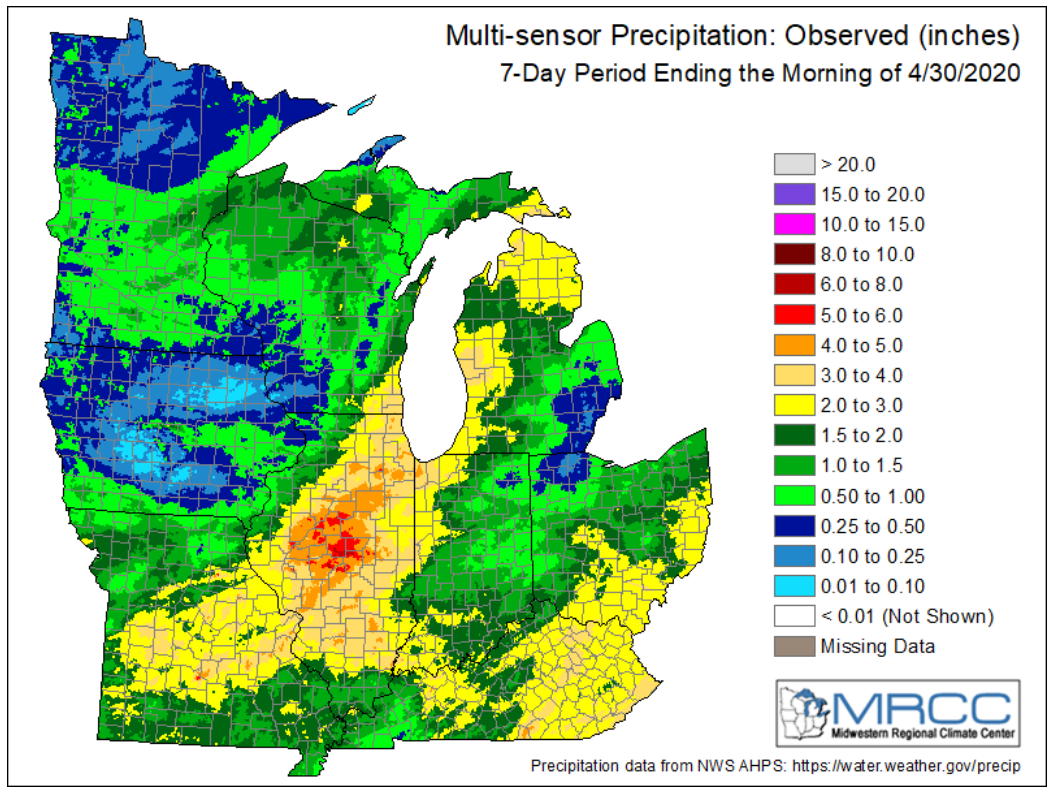 Multi-sensor Precipitation: Observed (inches)
7-Day Period Ending the Morning of 4/30/2020
> 20.0
15.0 to 20.0
10.0 to 15.0
8.0 to 10.0
6.0 to 8.0
5.0 to 6.0
4.0 to 5.0
3.0 to 4.0
2.0 to 3.0
1.5 to 2.0
1.0 to 1.5
0.50 to 1.00
0.25 to 0.50
0.10 to 0.25
0.01 to 0.10
< 0.01 (Not Shown)
Missing Data
MRCC
Midwestern Regional Climate Center
Precipitation data from NWS AHPS: https://water.weather.gov/precip